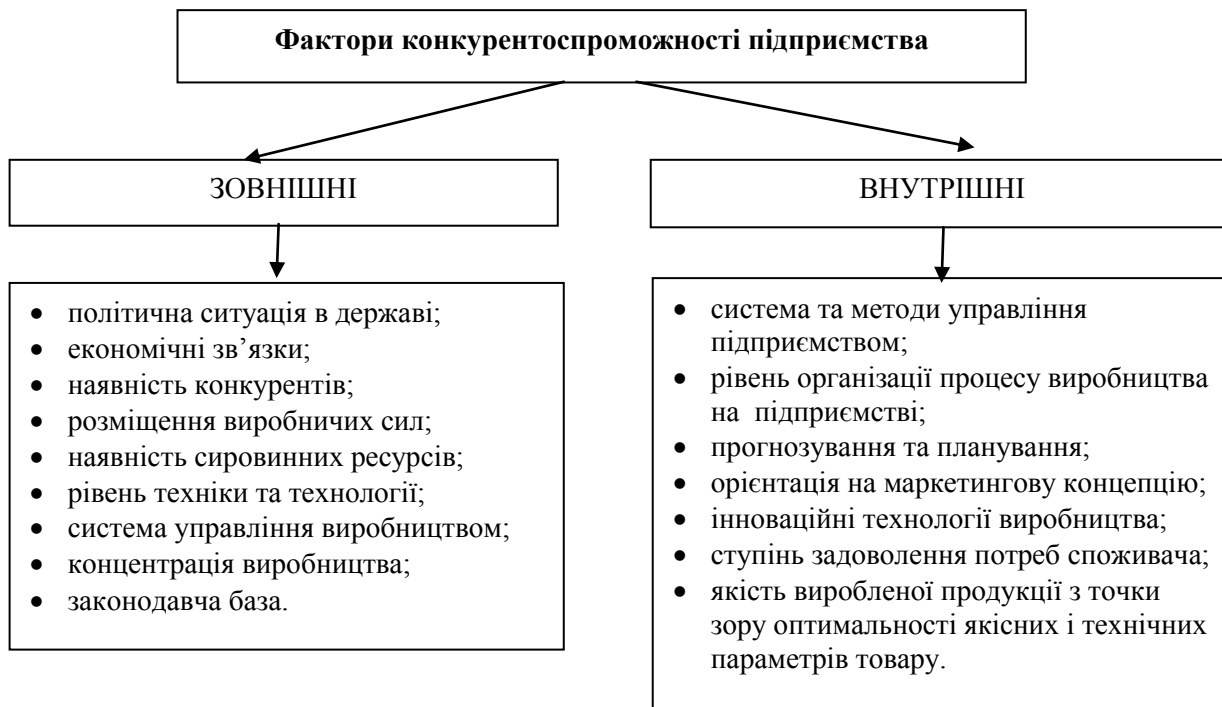 Фактори конкурентоспроможності підприємства
ЗОВНІШНІ
• політична ситуація в державі;
• економічні зв’язки;
• наявність конкурентів;
• розміщення виробничих сил;
• наявність сировинних ресурсів;
• рівень техніки та технології;
• система управління виробництвом;
• концентрація виробництва;
• законодавча база.
ВНУТРІШНІ
• система та методи управління
підприємством;
• рівень організації процесу виробництва
на підприємстві;
• прогнозування та планування;
• орієнтація на маркетингову концепцію;
• інноваційні технології виробництва;
• ступінь задоволення потреб споживача;
• якість виробленої продукції з точки
зору оптимальності якісних і технічних
параметрів товару.